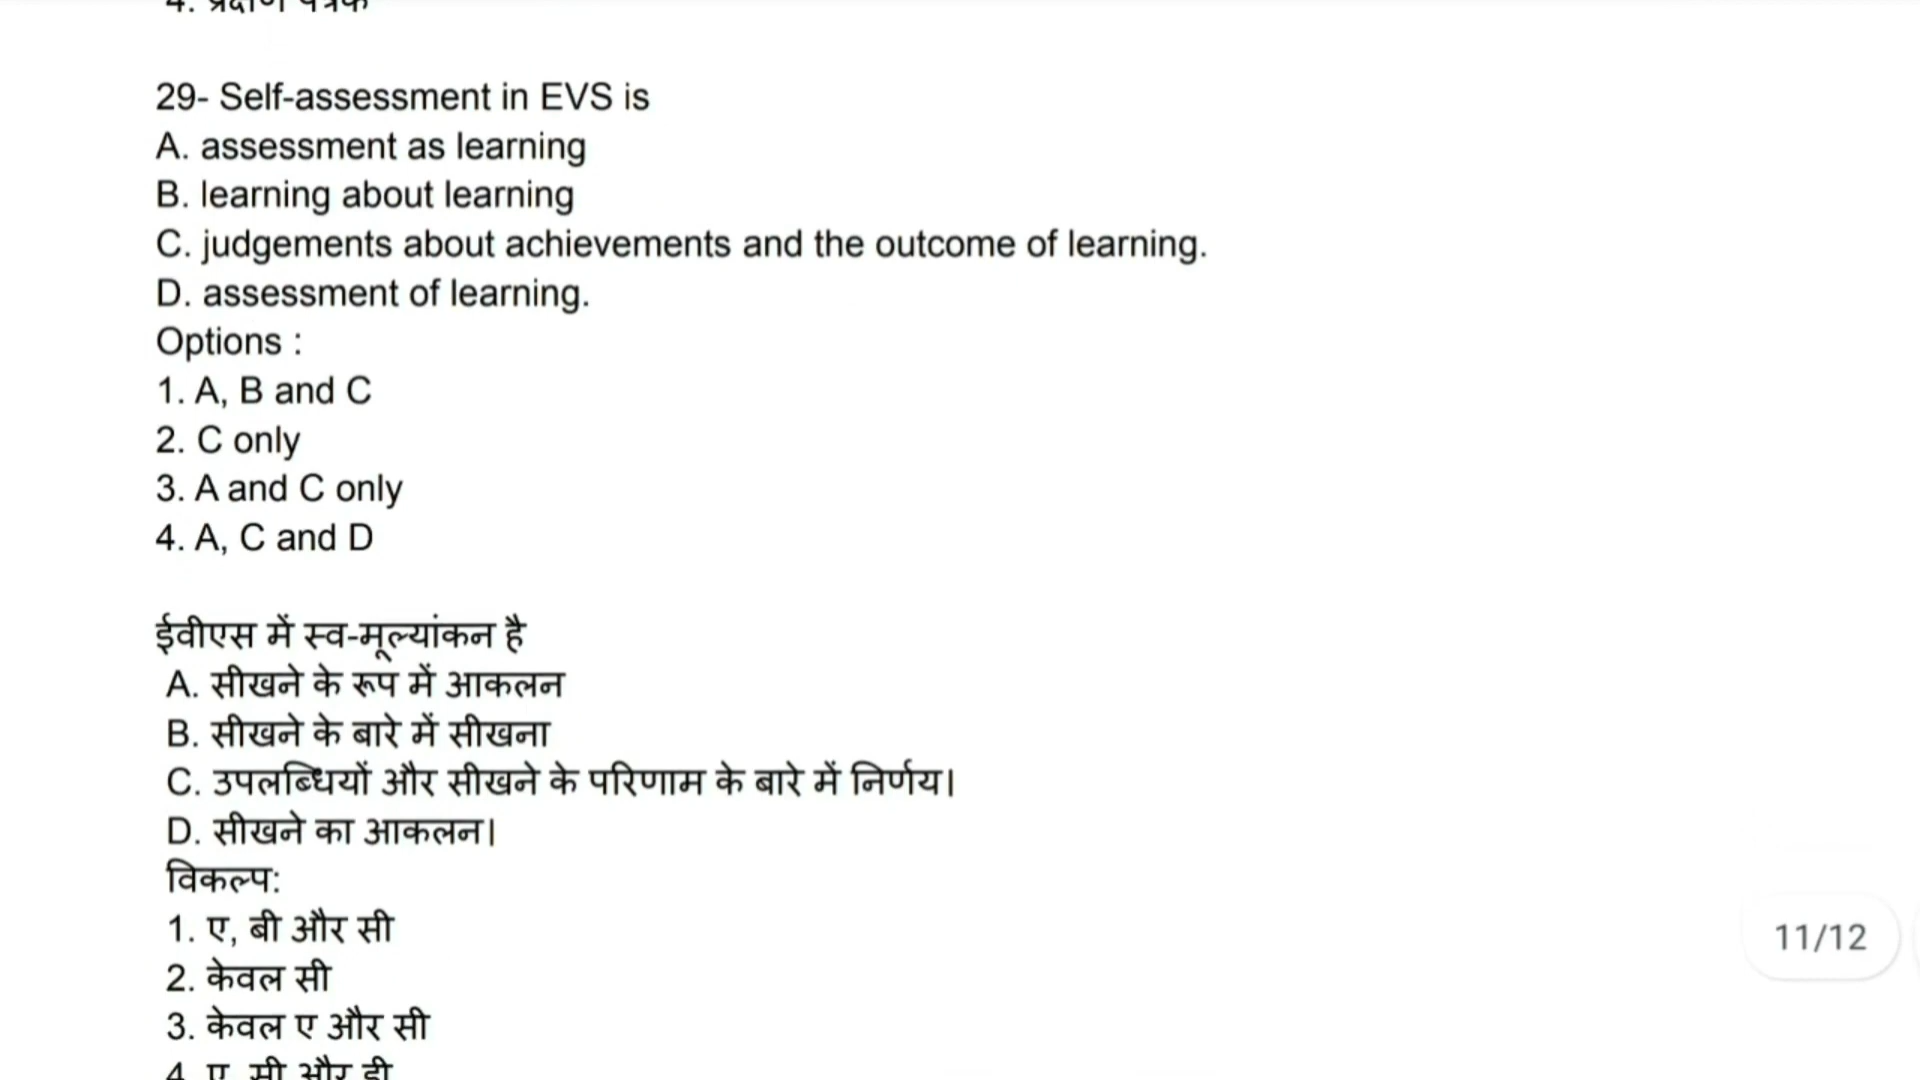 29- Self-assessment in EVS is
A. assessment as learning
B. learning about learning
C. judgements about achievements and the outcome of learning.
D. assessment of learning.
Options :
1. A, B and C
2. C only
3. A and C only
4. A, C and D
ईवीएस में स्व-मूल्यांकन है
A. सीखने के रूप में आकलन
B. सीखने के बारे में सीखना
C. उपलब्धियों और सीखने के परिणाम के बारे में निर्णय।
D. सीखने का आकलन।
विकल्प:
1. ए, बी और सी
2. केवल सी
11/12
3. केवल ए और सी
4. ए, सी और डी